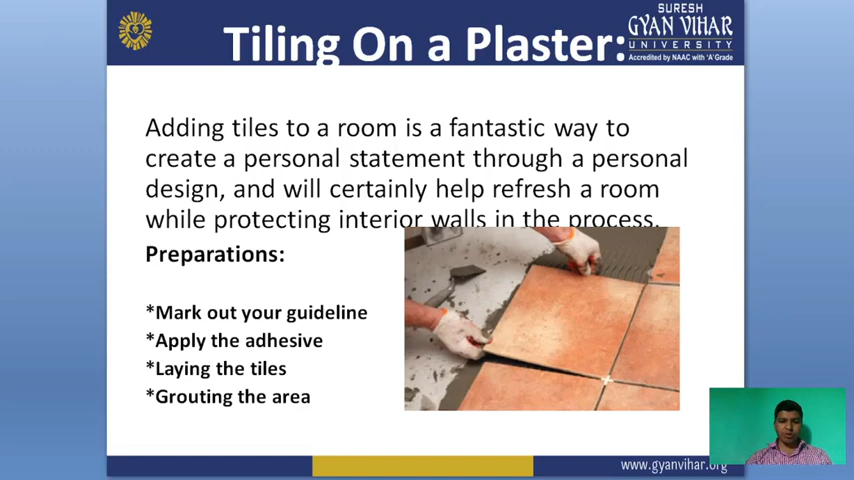 Tiling On a Plaster:
SURESH
GYAN VIHAR
UNIVERSITY
Accredited by NAAC with 'A' Grade
Adding tiles to a room is a fantastic way to
create a personal statement through a personal
design, and will certainly help refresh a room
while protecting interior walls in the process.
Preparations:
*Mark out your guideline
*Apply the adhesive
*Laying the tiles
*Grouting the area
www.gyanvihar.org